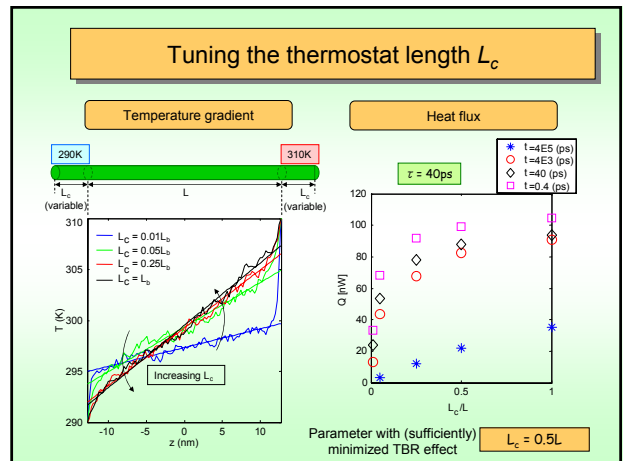 Tuning the thermostat length Lc
Temperature gradient
Heat flux
290K
310K
Lc
(variable)
L
Lc
(variable)
τ = 40ps
t=4E5 (ps)
t=4E3 (ps)
t=40 (ps)
t=0.4 (ps)
310
305
300
295
290
T (K)
LC = 0.01Lb
LC = 0.05Lb
LC = 0.25Lb
LC = Lb
Increasing Lc
-10 -5 0 5 10
z (nm)
140
120
100
80
60
40
20
0
Q [nW]
0 0.5 1
Lc/L
Parameter with (sufficiently)
minimized TBR effect
Lc = 0.5L